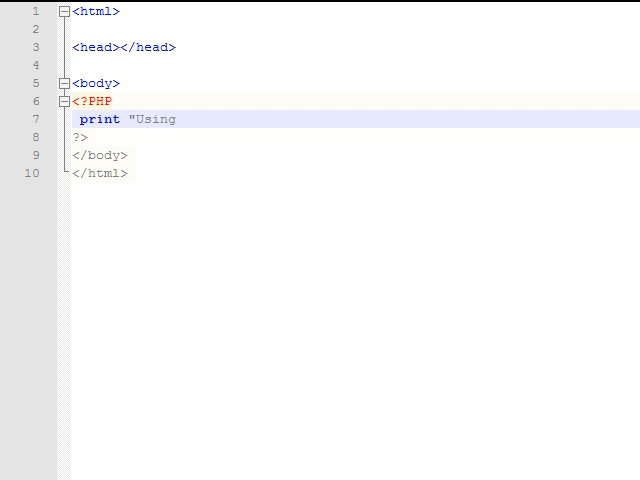 1 <html>
2
3 <head></head>
4
5 <body>
6 <?PHP
7 print "Using
8 ?>
9 </body>
10 </html>